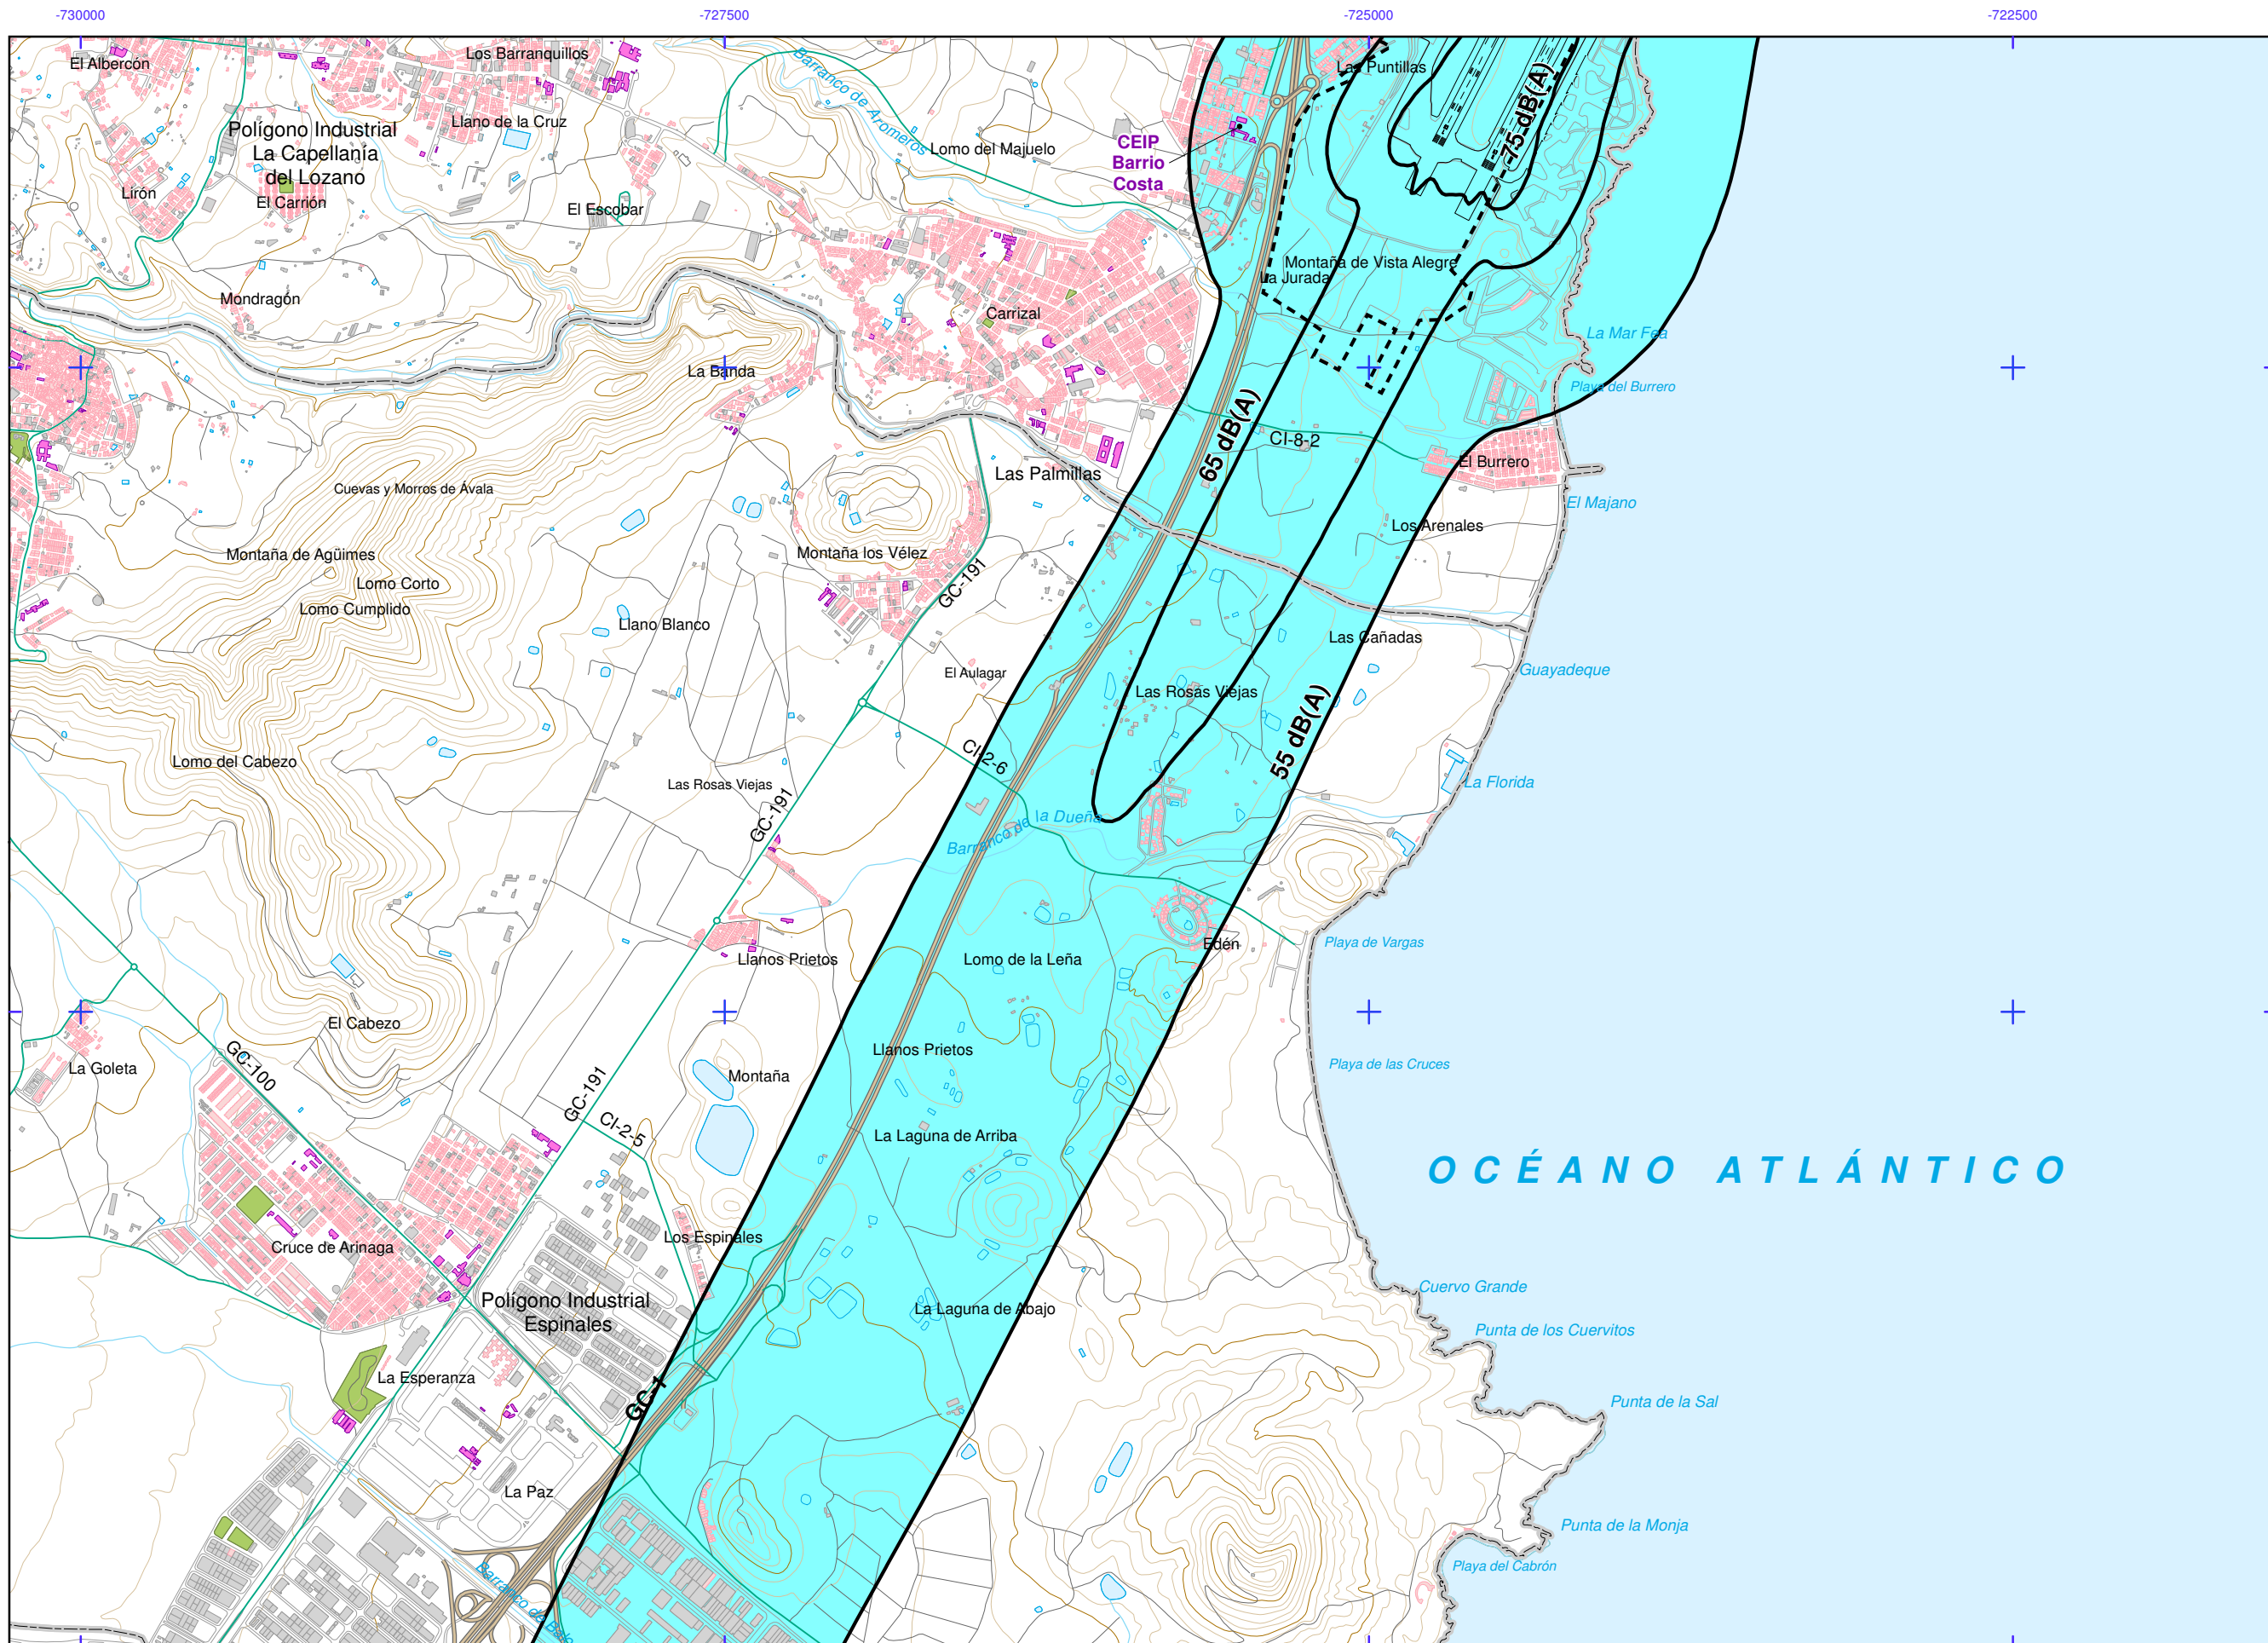 -730000
-727500
-725000
-722500
El Albercón
Los Barranquillos
Las Puntillas
Barranco de Aromeros
75 dB(A)
Polígono Industrial
La Capellanía
del Lozano
Llano de la Cruz
Lomo del Majuelo
CEIP
Barrio
Costa
Lirón
El Carrión
El Escobar
Montaña de Vista Alegre
La Jurada
Mondragón
Carrizal
La Mar Fea
La Banda
Playa del Burrero
65 dB(A)
CI-8-2
El Burrero
Las Palmillas
Cuevas y Morros de Ávala
El Majano
Los Arenales
Montaña de Agüimes
Montaña los Vélez
GC-191
Lomo Corto
Lomo Cumplido
Llano Blanco
Las Cañadas
El Aulagar
Guayadeque
Las Rosas Viejas
55 dB(A)
Lomo del Cabezo
CI-2-6
Las Rosas Viejas
La Florida
GC-191
Barranco de la Dueña
Edén
Playa de Vargas
Llanos Prietos
Lomo de la Leña
El Cabezo
Llanos Prietos
La Goleta
GC-100
Montaña
Playa de las Cruces
GC-191
CI-2-5
La Laguna de Arriba
OCÉANO ATLÁNTICO
Cruce de Arinaga
Los Espinales
Cuervo Grande
Polígono Industrial
Espinales
La Laguna de Abajo
Punta de los Cuervitos
La Esperanza
GC-1
Punta de la Sal
La Paz
Punta de la Monja
Playa del Cabrón
Barranco de